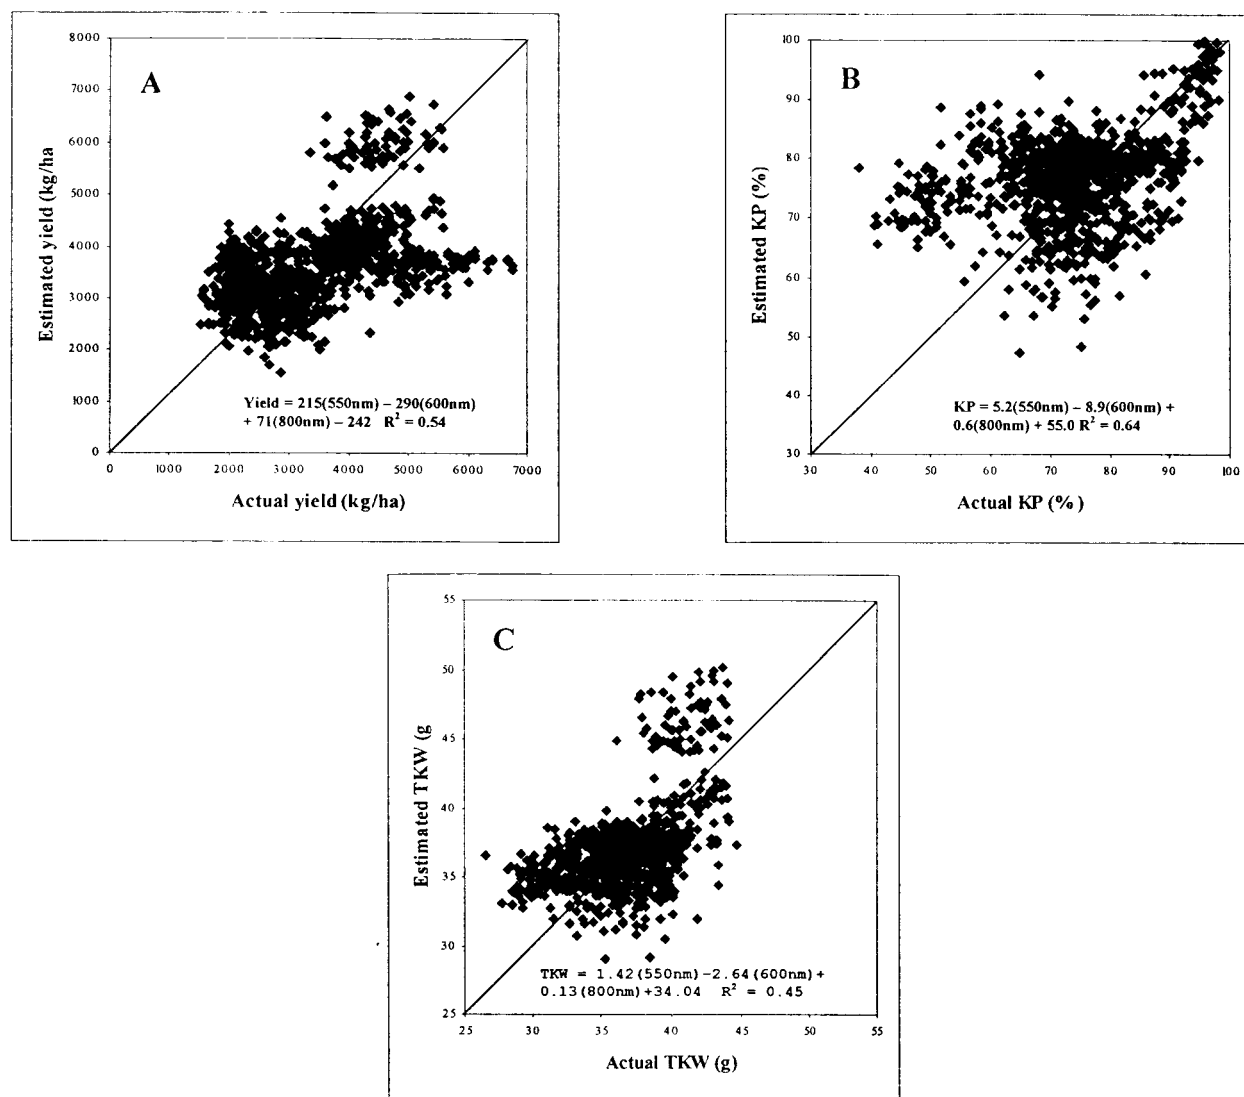 A
8000
7000
6000
5000
4000
3000
2000
1000
0
Estimated yield (kg/ha)
Yield = 215(550nm) – 290(600nm)
+ 71(800nm) – 242 R² = 0.54
0 1000 2000 3000 4000 5000 6000 7000
Actual yield (kg/ha)
B
100
90
80
70
60
50
40
30
Estimated KP (%)
KP = 5.2(550nm) – 8.9(600nm) +
0.6(800nm) + 55.0 R² = 0.64
30 40 50 60 70 80 90 100
Actual KP (%)
C
55
50
45
40
35
30
25
Estimated TKW (g
TKW = 1.42(550nm)–2.64(600nm)+
0.13(800nm)+34.04 R² = 0.45
25 30 35 40 45 50 55
Actual TKW (g)